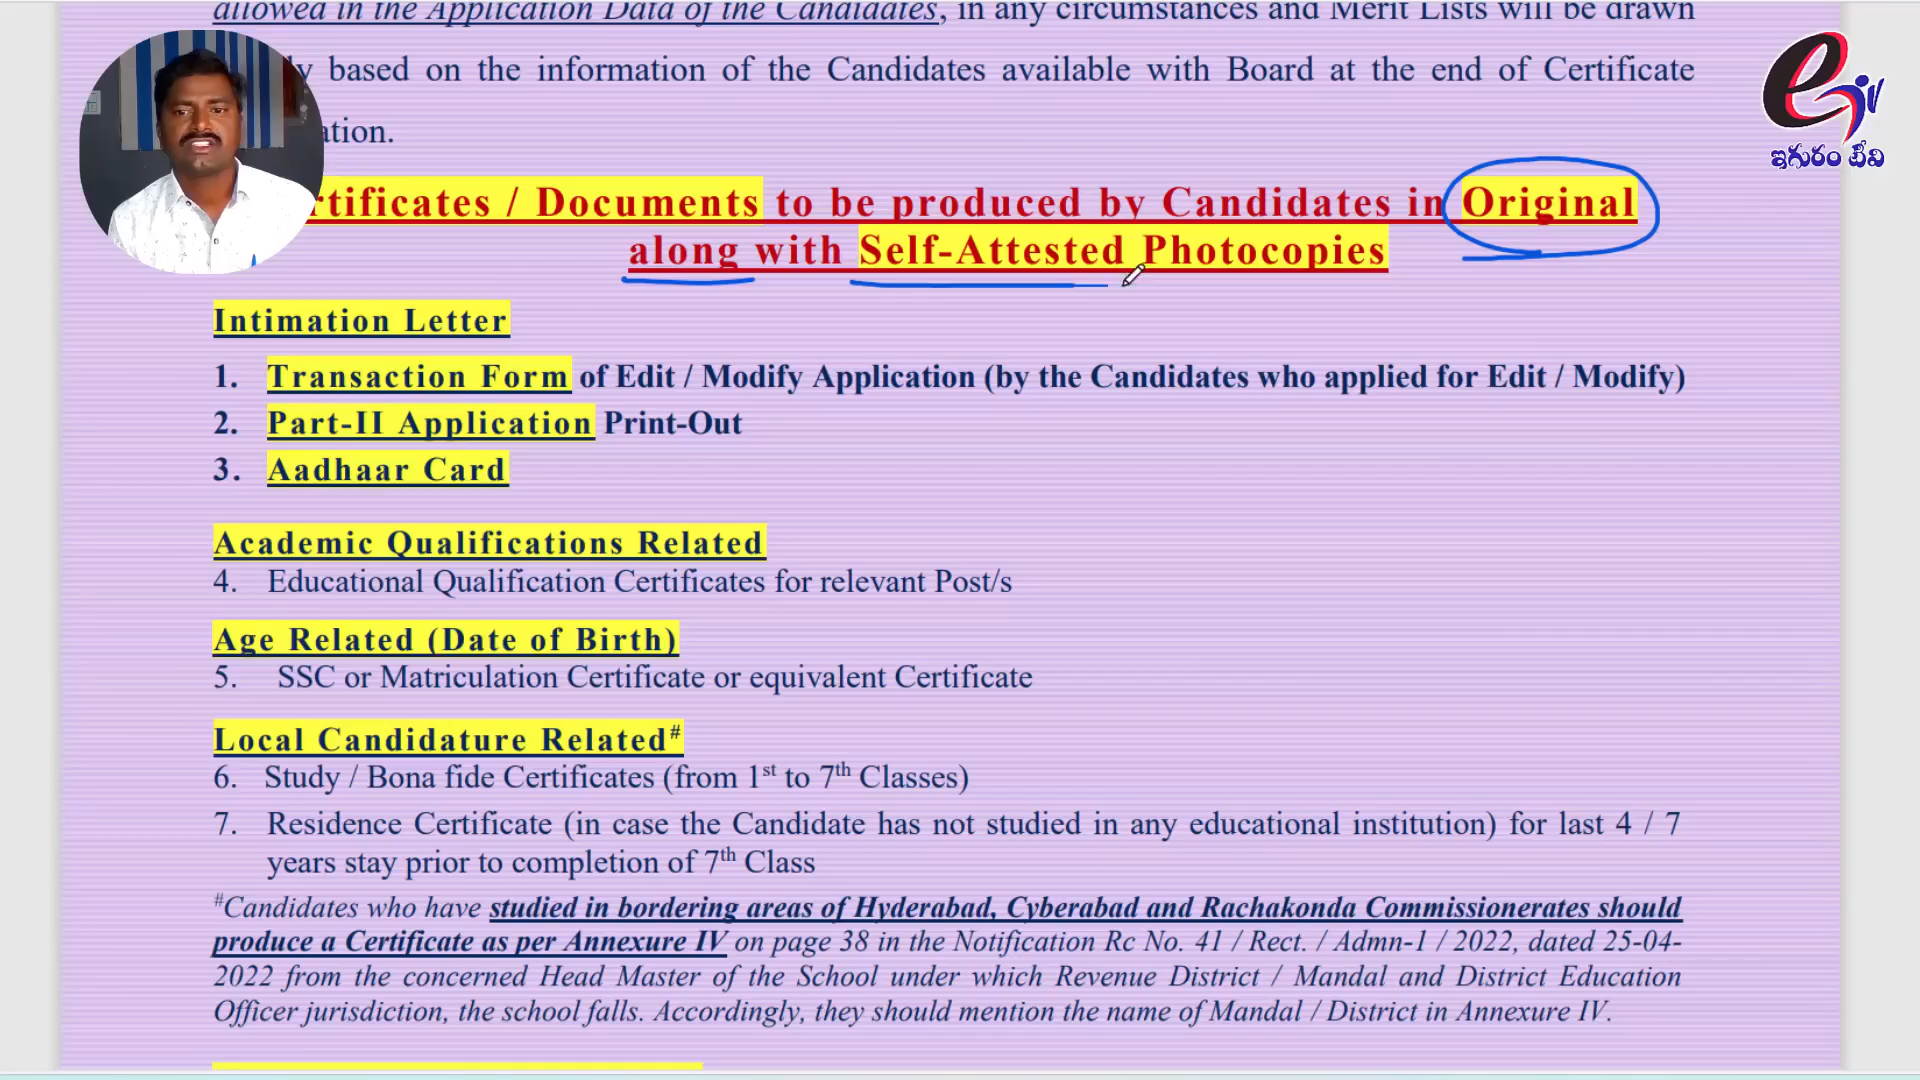 allowed in the Application Data of the Candidates, in any circumstances and Merit Lists will be drawn
based on the information of the Candidates available with Board at the end of Certificate
ation.
rtificates / Documents to be produced by Candidates in Original
along with Self-Attested Photocopies
Intimation Letter
1. Transaction Form of Edit / Modify Application (by the Candidates who applied for Edit / Modify)
2. Part-II Application Print-Out
3. Aadhaar Card
Academic Qualifications Related
4. Educational Qualification Certificates for relevant Post/s
Age Related (Date of Birth)
5. SSC or Matriculation Certificate or equivalent Certificate
Local Candidature Related#
6. Study / Bona fide Certificates (from 1st to 7th Classes)
7. Residence Certificate (in case the Candidate has not studied in any educational institution) for last 4 / 7
years stay prior to completion of 7th Class
#Candidates who have studied in bordering areas of Hyderabad, Cyberabad and Rachakonda Commissionerates should
produce a Certificate as per Annexure IV on page 38 in the Notification Rc No. 41 / Rect. / Admn-1 / 2022, dated 25-04-
2022 from the concerned Head Master of the School under which Revenue District / Mandal and District Education
Officer jurisdiction, the school falls. Accordingly, they should mention the name of Mandal / District in Annexure IV.
ఇగురం టీవి